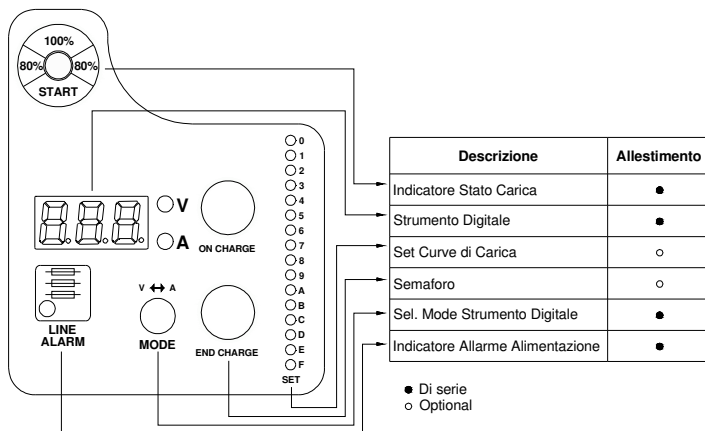 100%
80% 80%
START
V
A
ON CHARGE
LINE
ALARM
V ↔ A
MODE
END CHARGE
0
1
2
3
4
5
6
7
8
9
A
B
C
D
E
F
SET
Descrizione Allestimento
Indicatore Stato Carica ●
Strumento Digitale ●
Set Curve di Carica ○
Semaforo ○
Sel. Mode Strumento Digitale ●
Indicatore Allarme Alimentazione ●
● Di serie
○ Optional